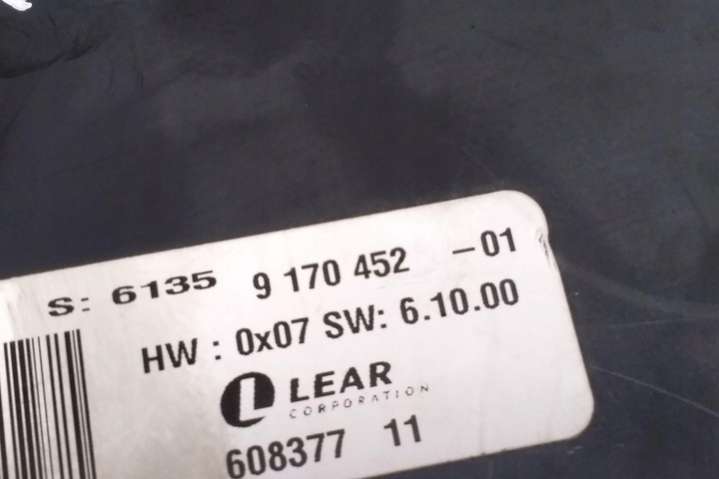 S: 6135 9 170 452 -01
HW : 0x07 SW: 6.10.00
LEAR
CORPORATION
608377 11